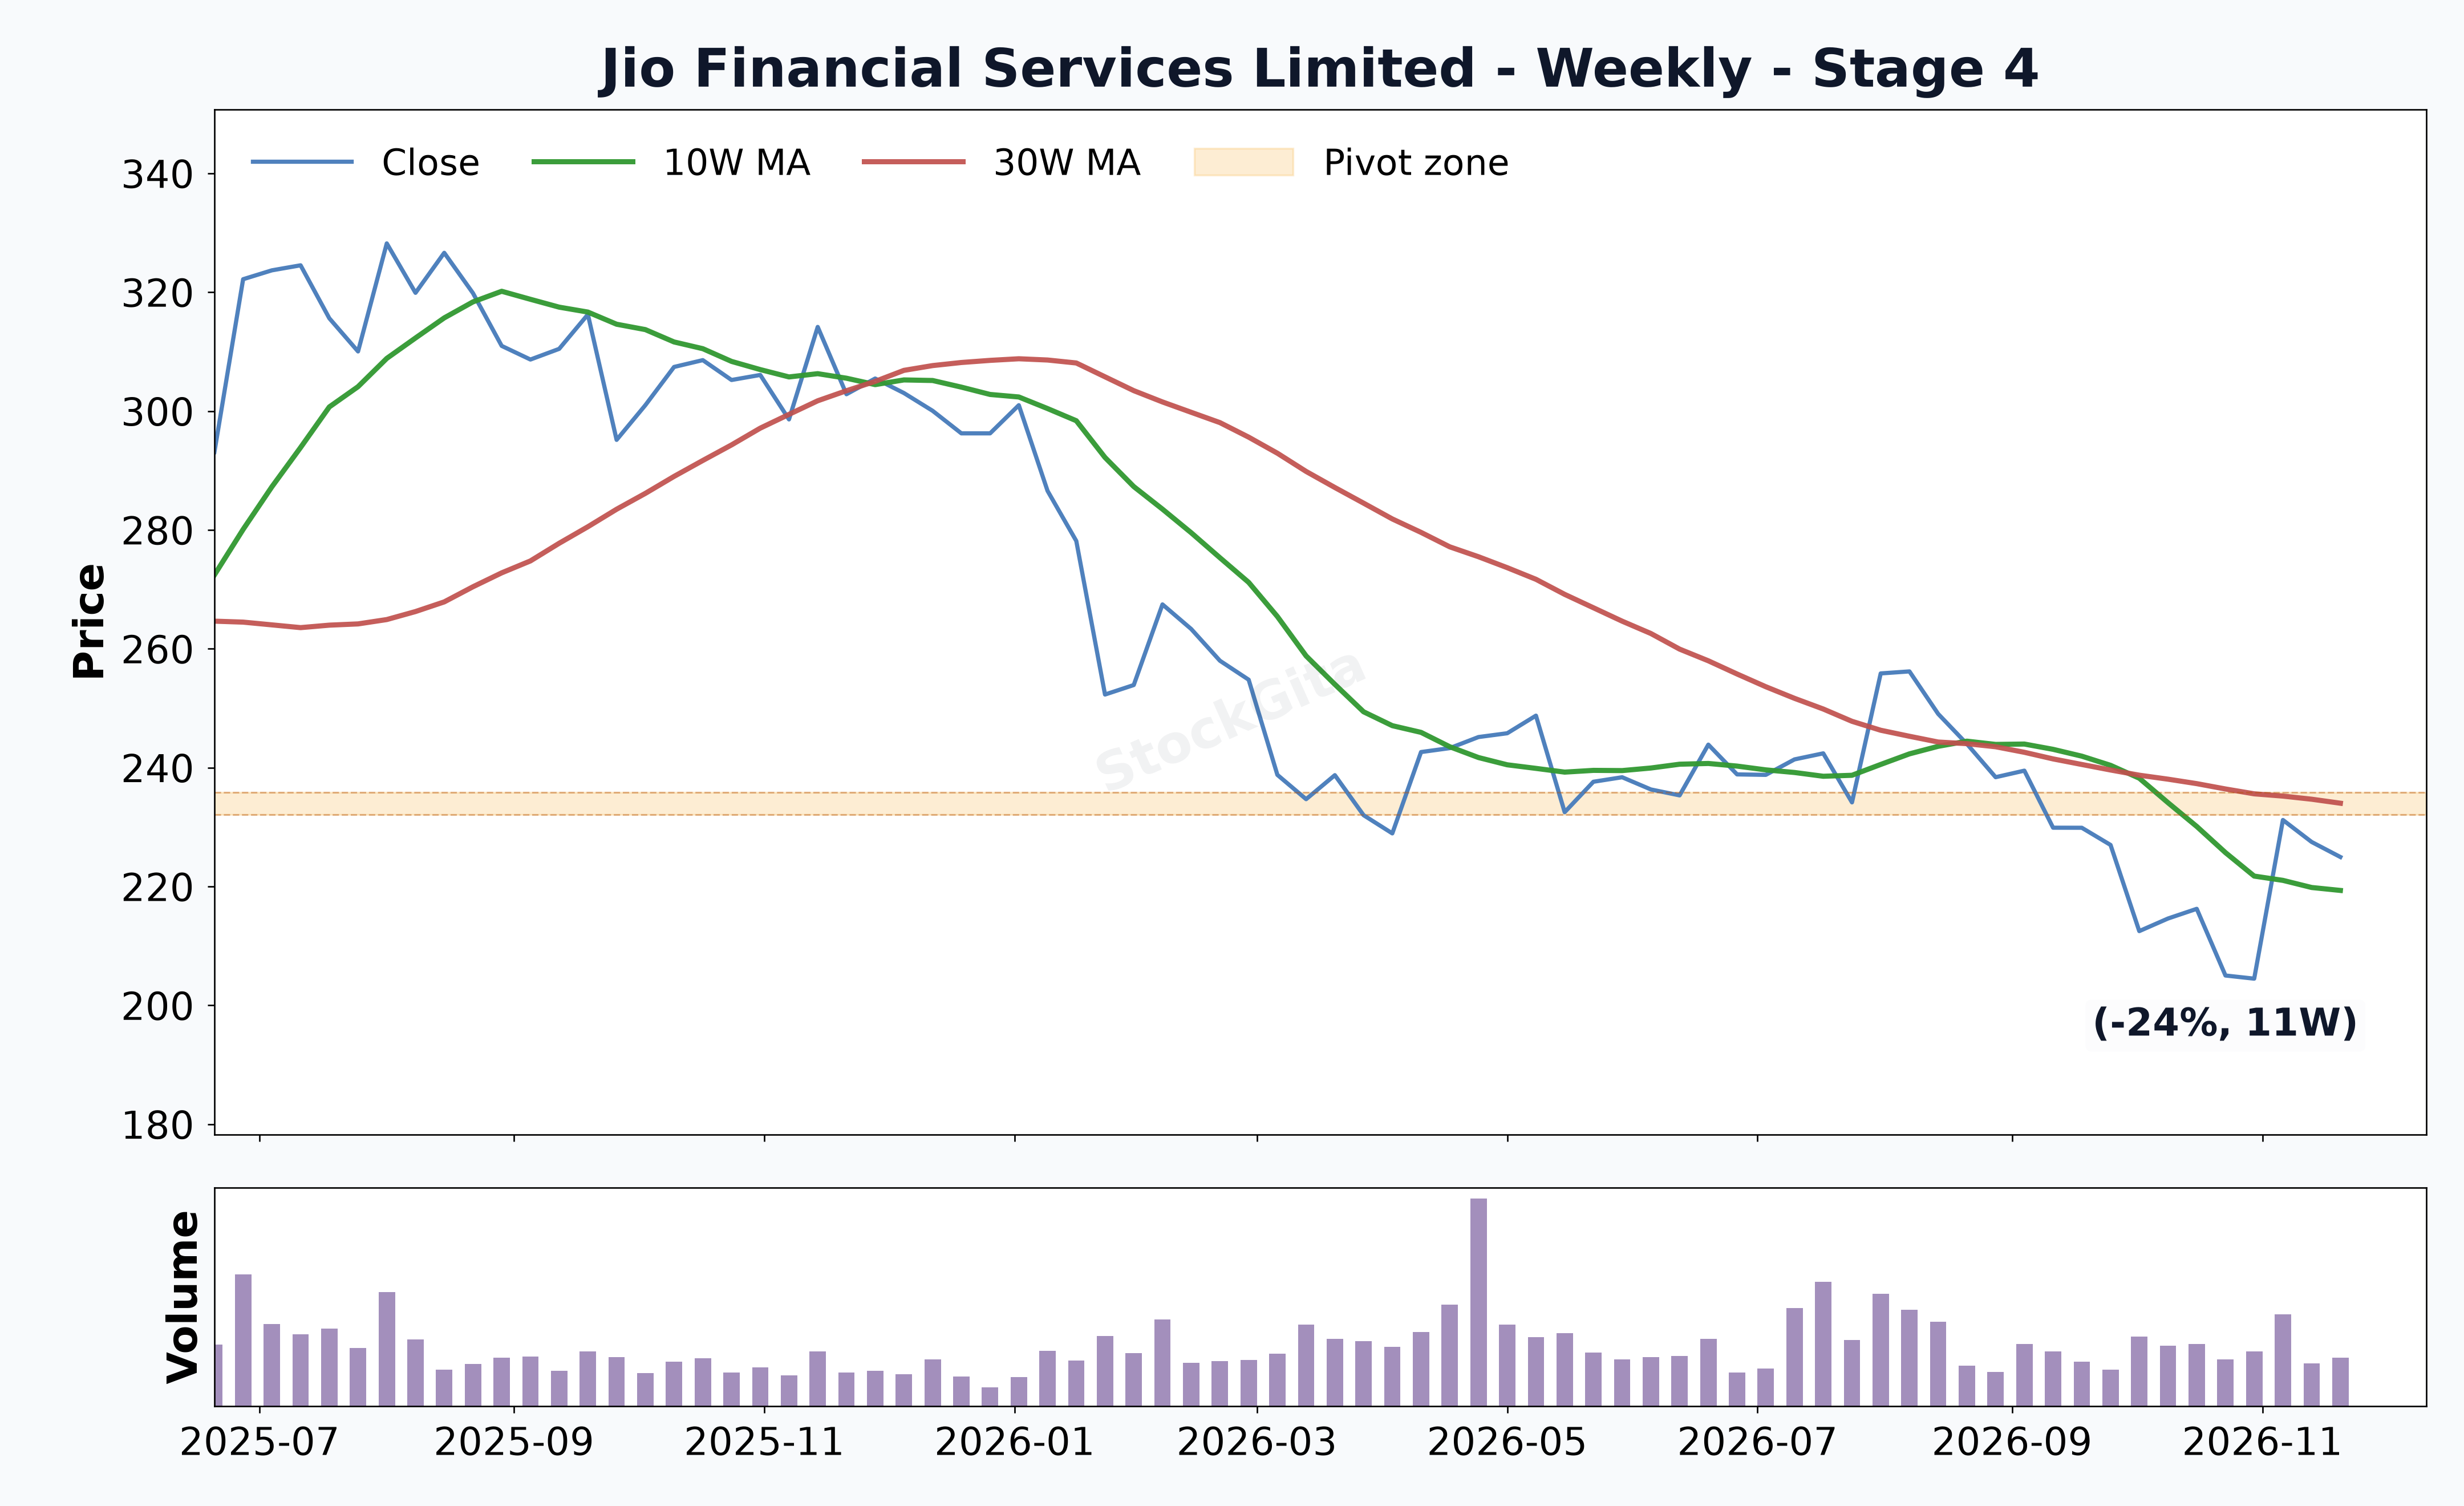 Jio Financial Services Limited - Weekly - Stage 4
Close 10W MA 30W MA Pivot zone
Price
340
320
300
280
260
240
220
200
180
StockGita
(-24%, 11W)
Volume
2025-07 2025-09 2025-11 2026-01 2026-03 2026-05 2026-07 2026-09 2026-11